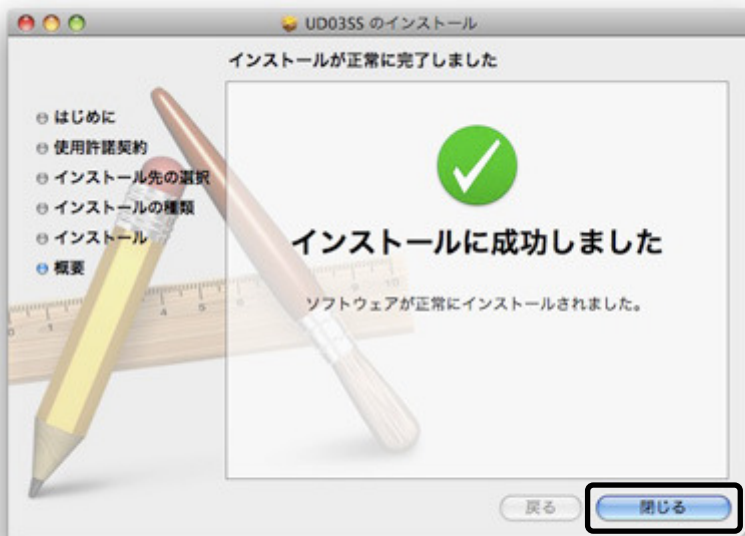 UD03SS のインストール
インストールが正常に完了しました
はじめに
使用許諾契約
インストール先の選択
インストールの種類
インストール
概要
インストールに成功しました
ソフトウェアが正常にインストールされました。
戻る
閉じる